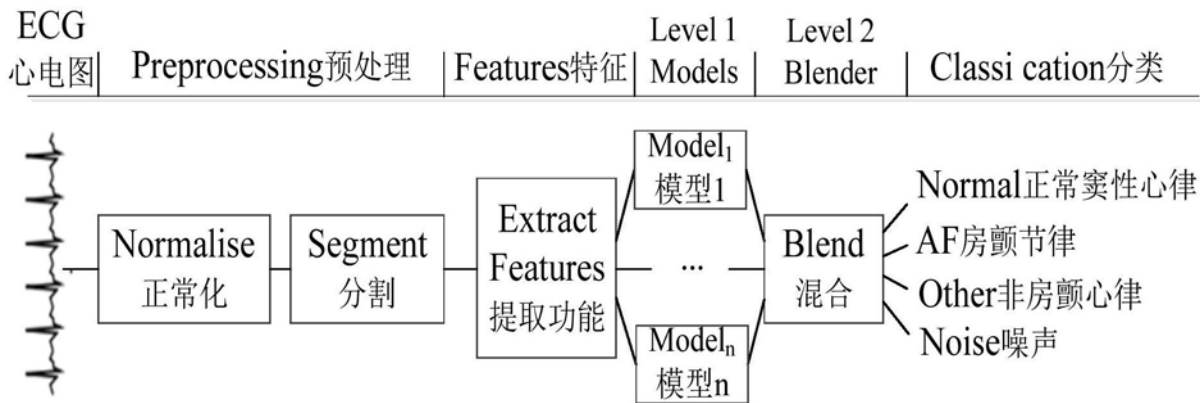 ECG
心电图
Preprocessing预处理
Features特征
Level 1
Models
Level 2
Blender
Classi cation分类
Normalise
正常化
Segment
分割
Extract
Features
提取功能
Model₁
模型1
...
Modelₙ
模型n
Blend
混合
Normal正常窦性心律
AF房颤节律
Other非房颤心律
Noise噪声